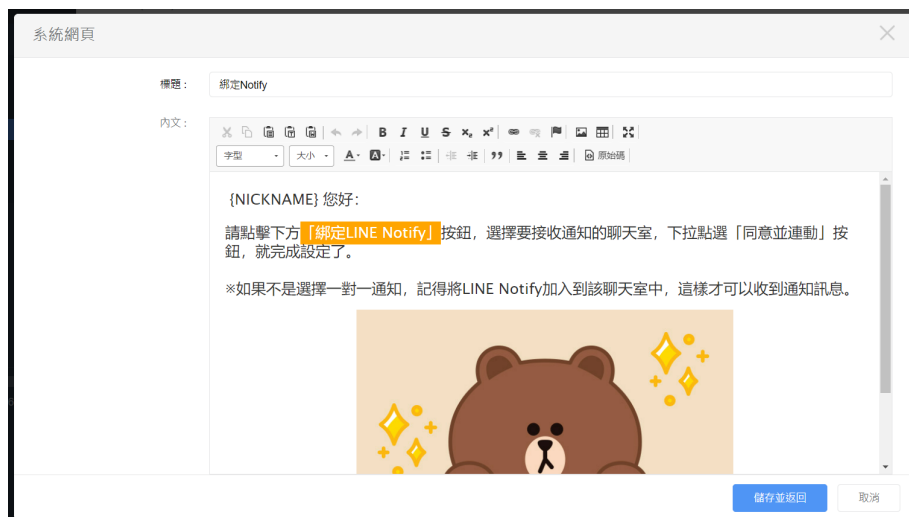 系統網頁
標題：
綁定Notify
內文：
B I U S x₂ x²
字型
大小
A
A
原始碼
{NICKNAME} 您好：
請點擊下方「綁定LINE Notify」按鈕，選擇要接收通知的聊天室，下拉點選「同意並連動」按
鈕，就完成設定了。
※如果不是選擇一對一通知，記得將LINE Notify加入到該聊天室中，這樣才可以收到通知訊息。
儲存並返回
取消